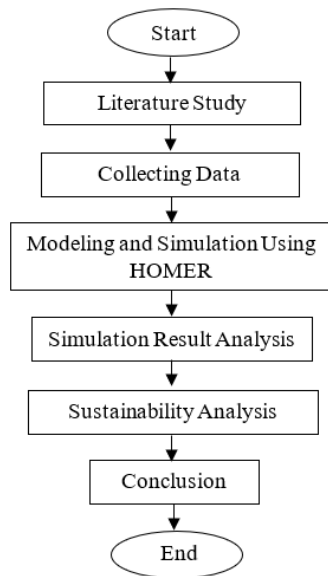 Start
Literature Study
Collecting Data
Modeling and Simulation Using
HOMER
Simulation Result Analysis
Sustainability Analysis
Conclusion
End